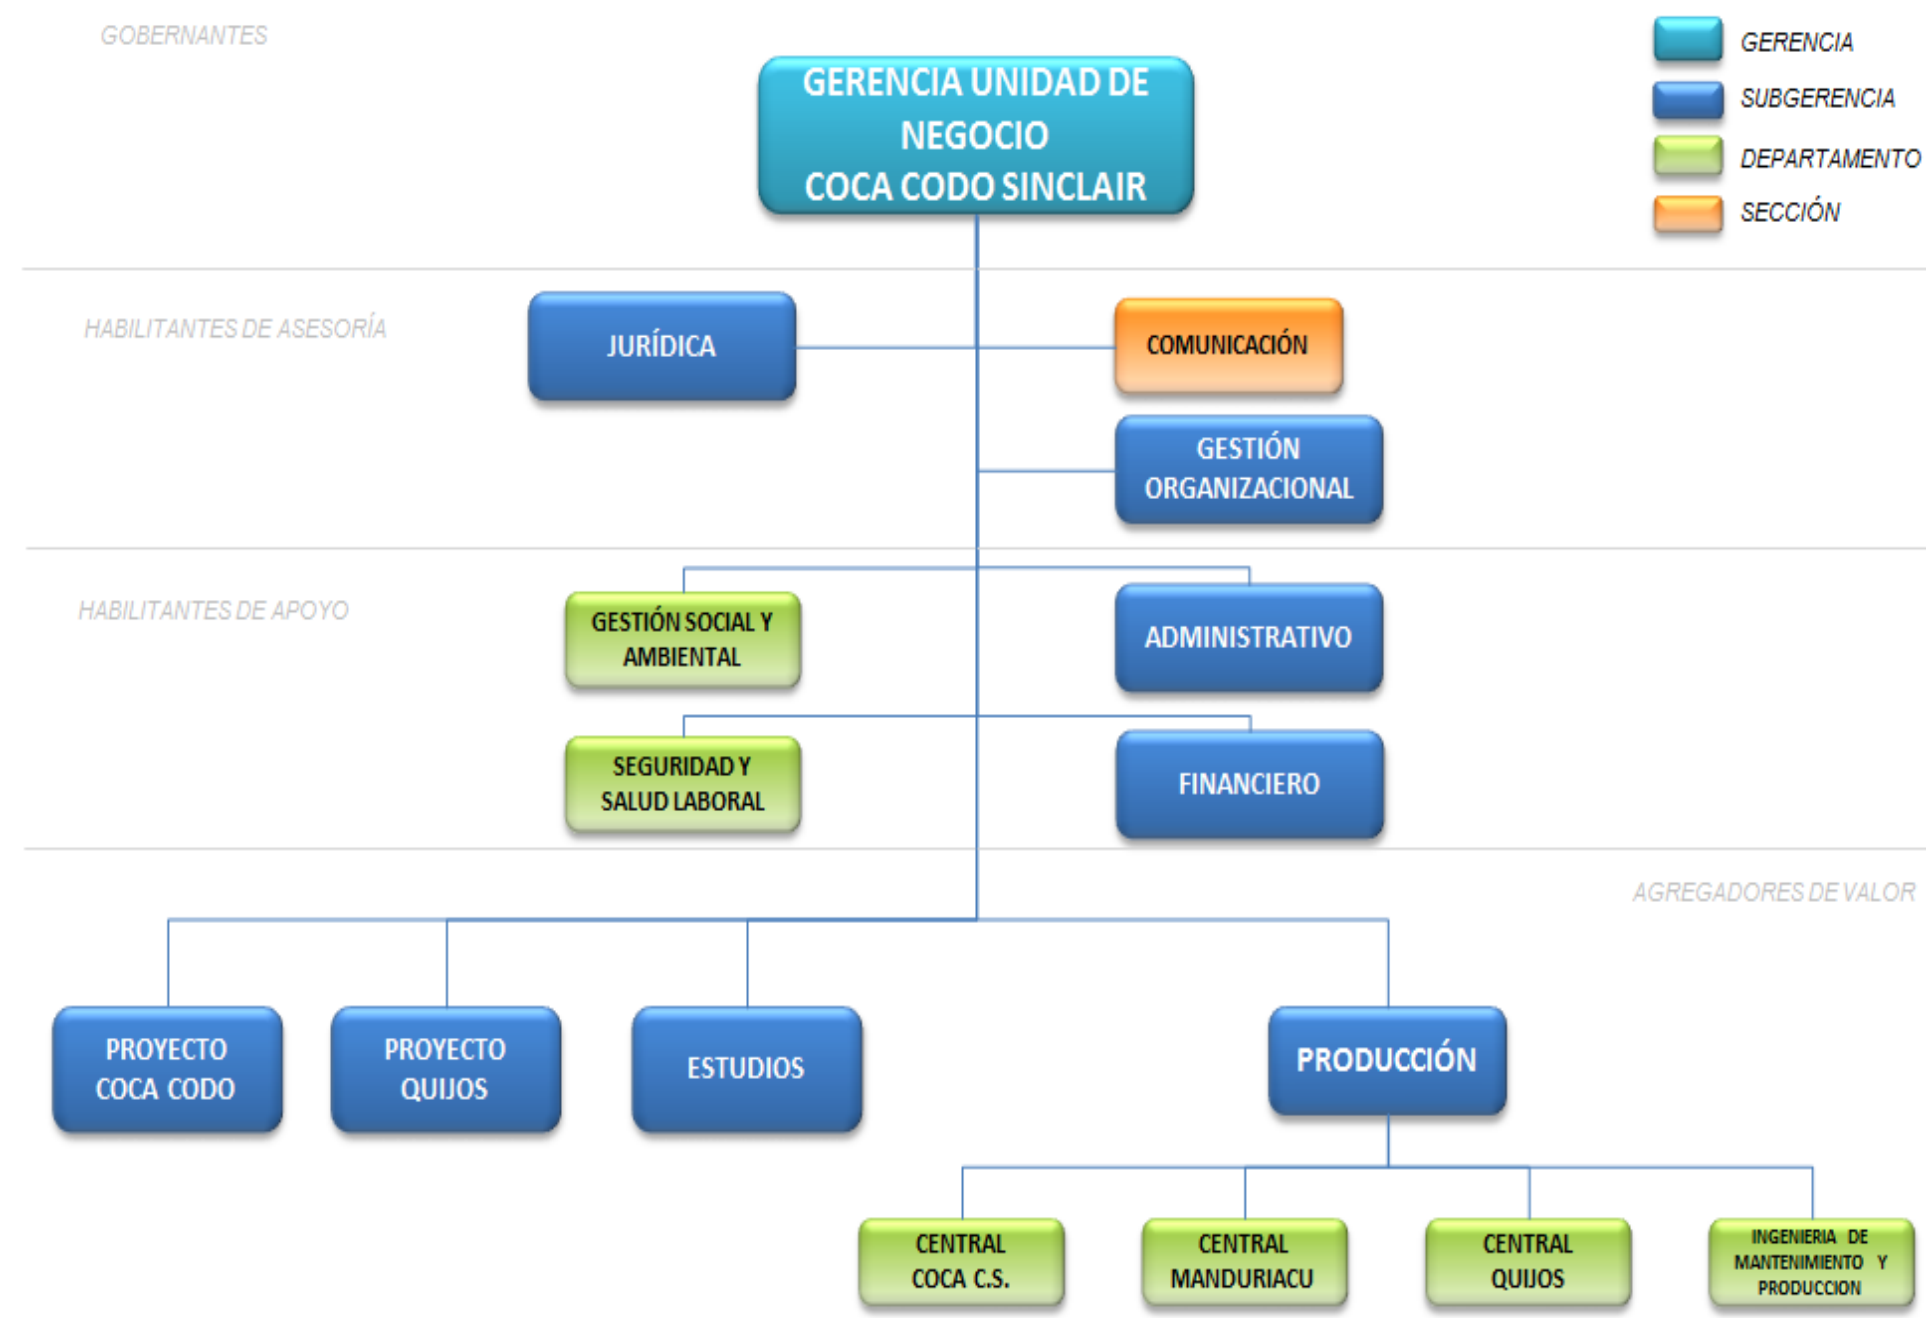 GOBERNANTES
GERENCIA UNIDAD DE
NEGOCIO
COCA CODO SINCLAIR
GERENCIA
SUBGERENCIA
DEPARTAMENTO
SECCIÓN
HABILITANTES DE ASESORÍA
JURÍDICA
COMUNICACIÓN
GESTIÓN
ORGANIZACIONAL
HABILITANTES DE APOYO
GESTIÓN SOCIAL Y
AMBIENTAL
ADMINISTRATIVO
SEGURIDAD Y
SALUD LABORAL
FINANCIERO
AGREGADORES DE VALOR
PROYECTO
COCA CODO
PROYECTO
QUIJOS
ESTUDIOS
PRODUCCIÓN
CENTRAL
COCA C.S.
CENTRAL
MANDURIACU
CENTRAL
QUIJOS
INGENIERIA DE
MANTENIMIENTO Y
PRODUCCION